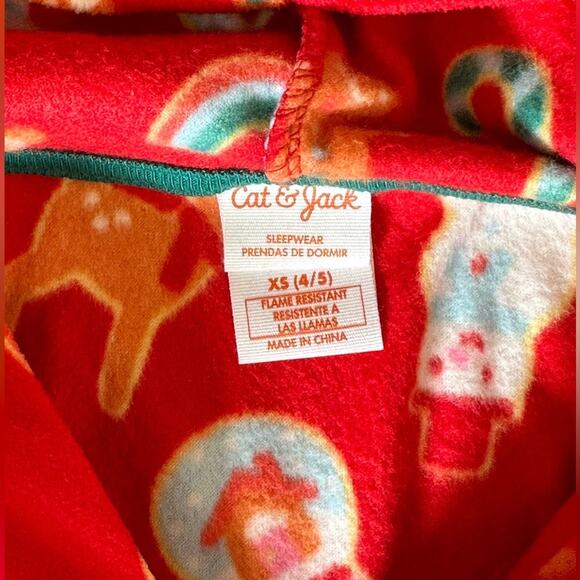 Cat & Jack
SLEEPWEAR
PRENDAS DE DORMIR
XS (4/5)
FLAME RESISTANT
RESISTENTE A
LAS LLAMAS
MADE IN CHINA